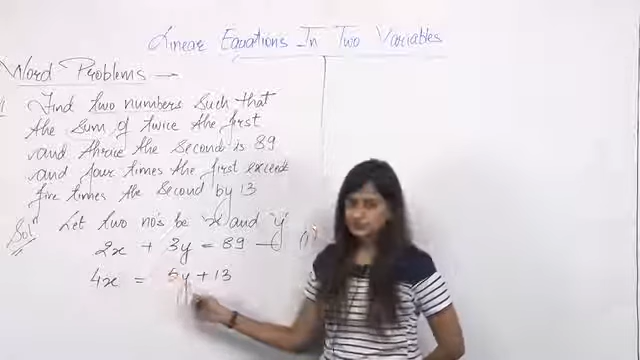 Linear Equations In Two Variables
Word Problems —
Find two numbers such that
the sum of twice the first
and thrice the second is 89
and four times the first exceeds
five times the second by 13
Solⁿ Let two no's be 'x' and 'y'
2x + 3y = 89 — (1)
4x = 5y + 13